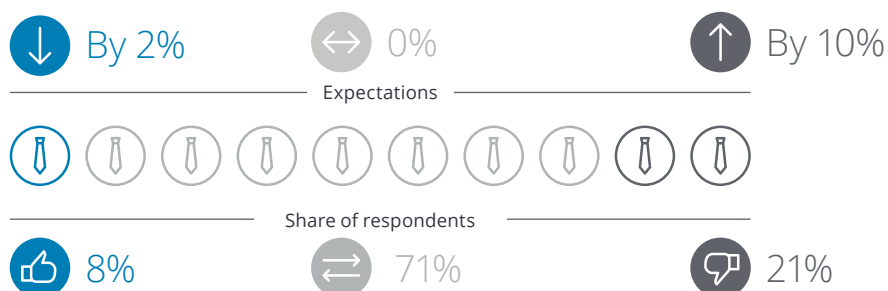 By 2% 0% By 10%
Expectations
Share of respondents
8% 71% 21%